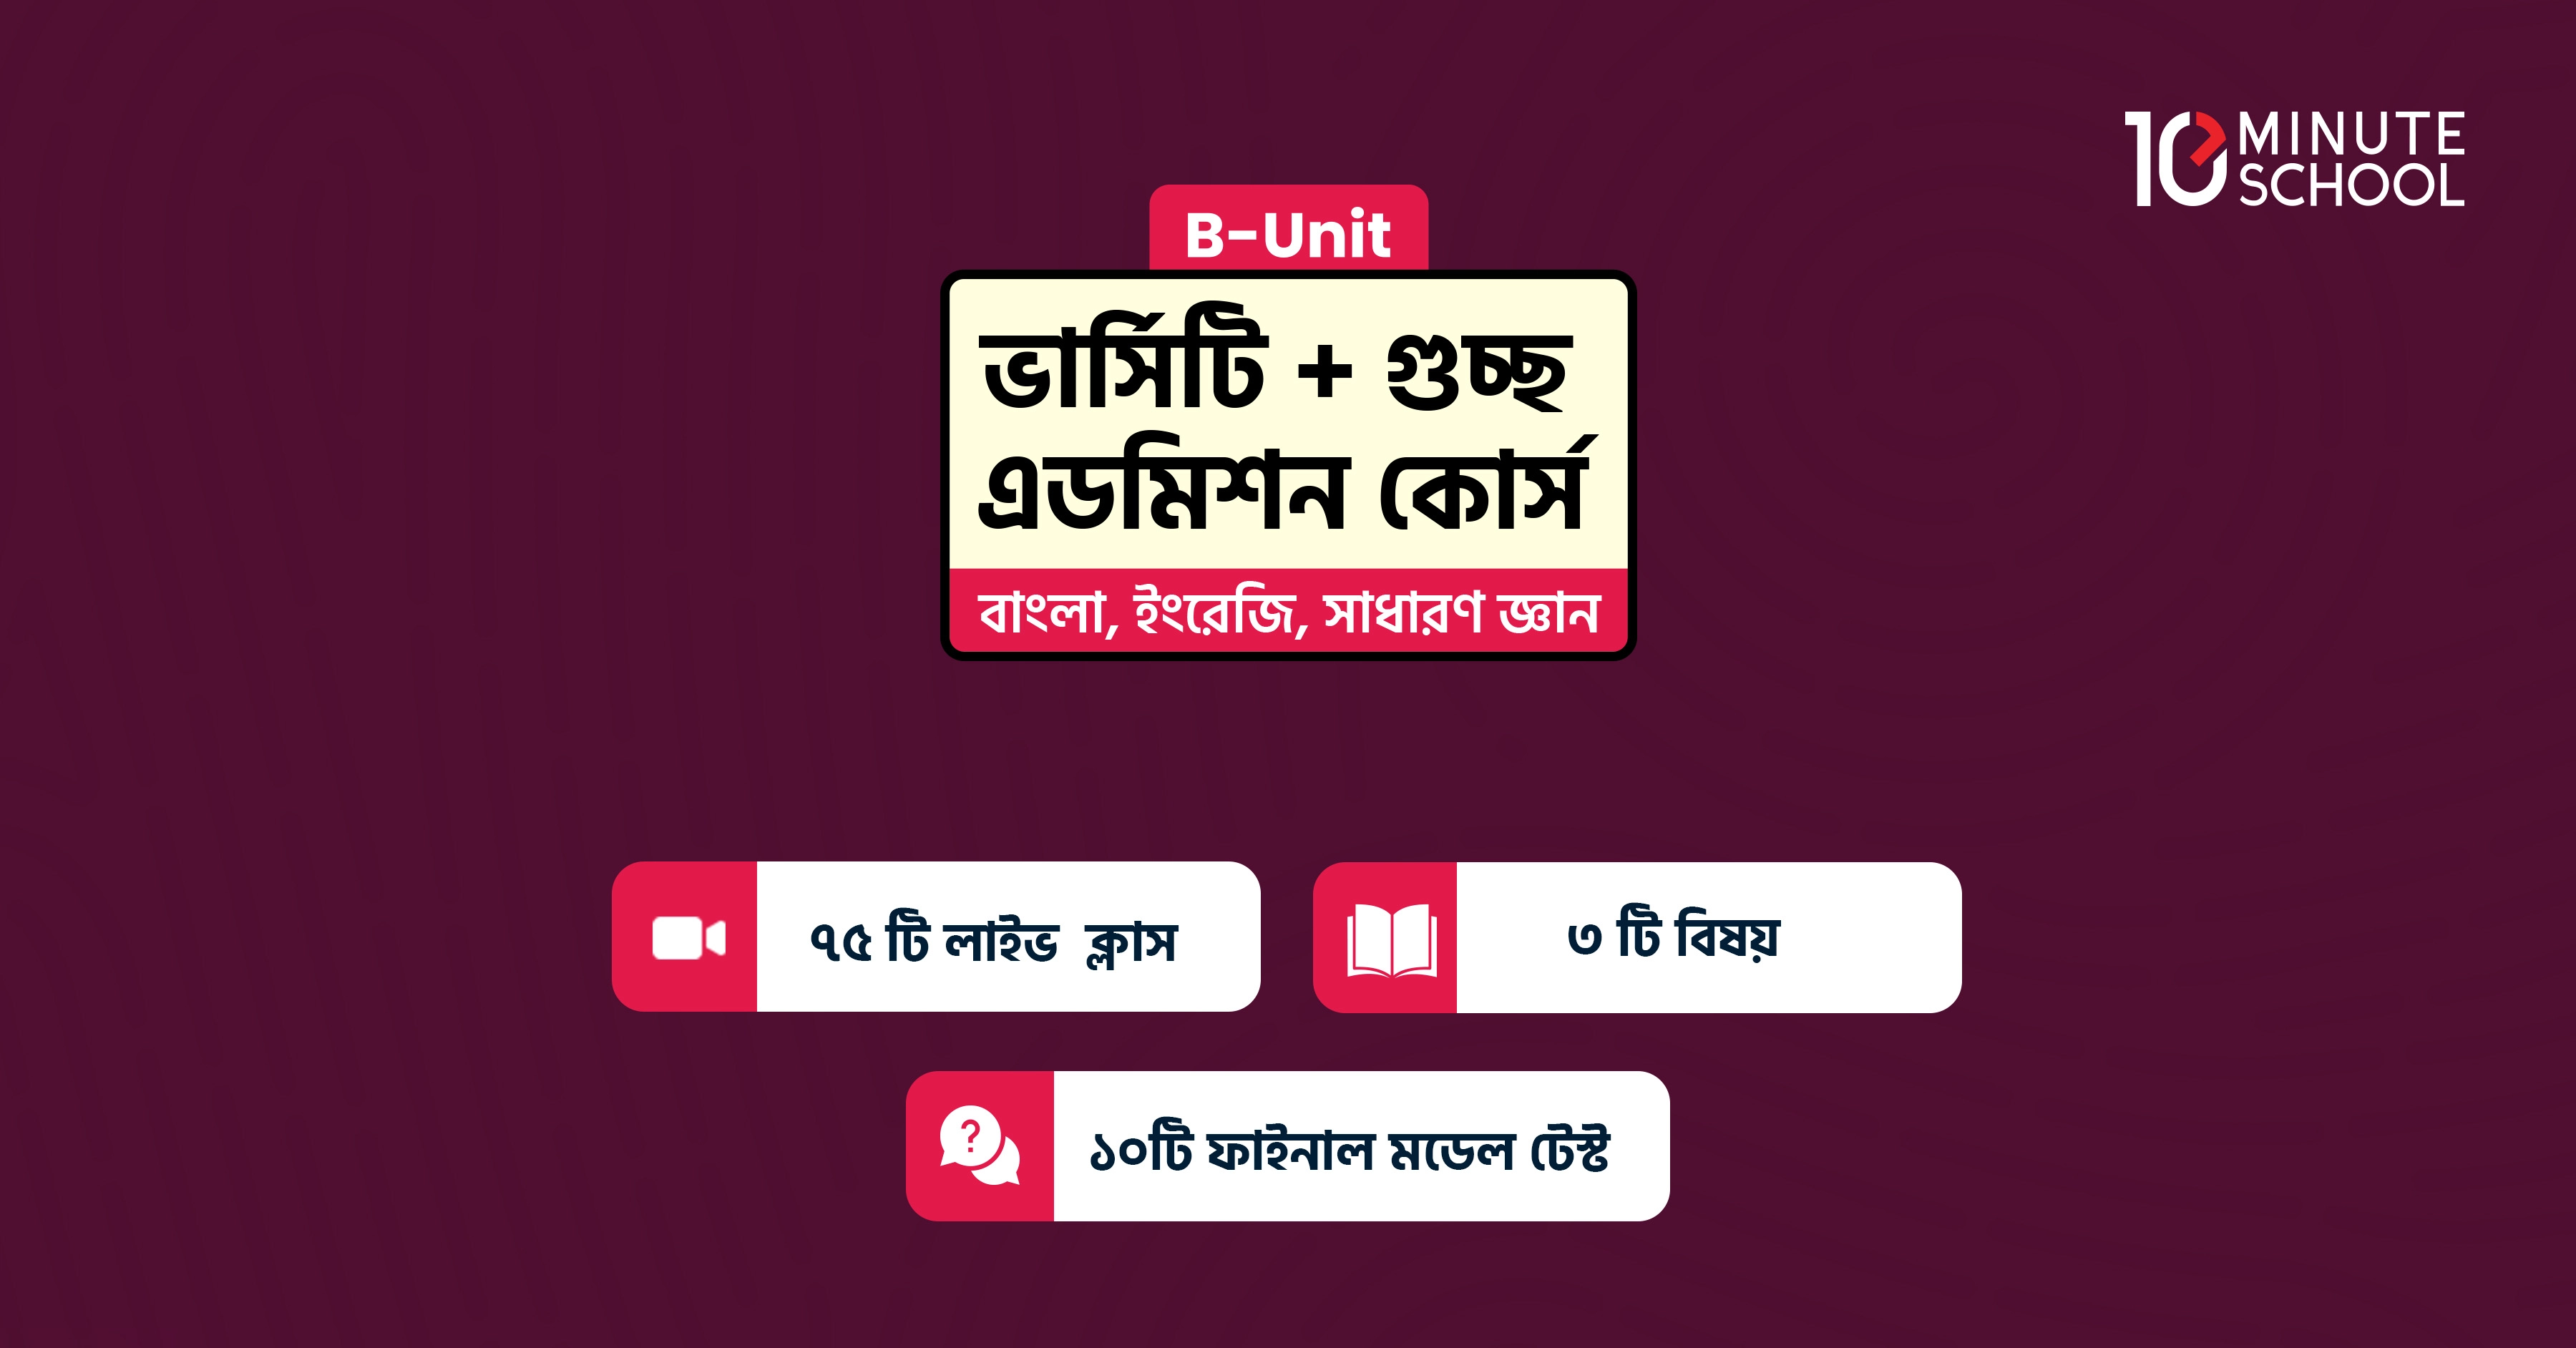 10 MINUTE
SCHOOL
B-Unit
ভার্সিটি + গুচ্ছ
এডমিশন কোর্স
বাংলা, ইংরেজি, সাধারণ জ্ঞান
৭৫ টি লাইভ ক্লাস
৩ টি বিষয়
১০টি ফাইনাল মডেল টেস্ট